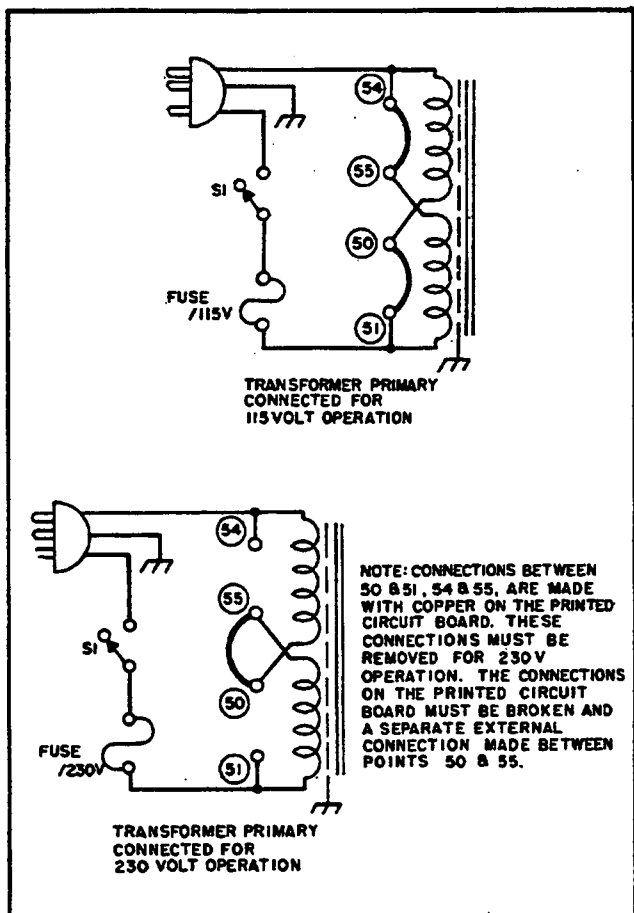 54
55
S1
50
FUSE
/115V
51
TRANSFORMER PRIMARY
CONNECTED FOR
115 VOLT OPERATION
54
55
S1
50
FUSE
/230V
51
NOTE: CONNECTIONS BETWEEN
50 & 51, 54 & 55, ARE MADE
WITH COPPER ON THE PRINTED
CIRCUIT BOARD. THESE
CONNECTIONS MUST BE
REMOVED FOR 230V
OPERATION. THE CONNECTIONS
ON THE PRINTED CIRCUIT
BOARD MUST BE BROKEN AND
A SEPARATE EXTERNAL
CONNECTION MADE BETWEEN
POINTS 50 & 55.
TRANSFORMER PRIMARY
CONNECTED FOR
230 VOLT OPERATION